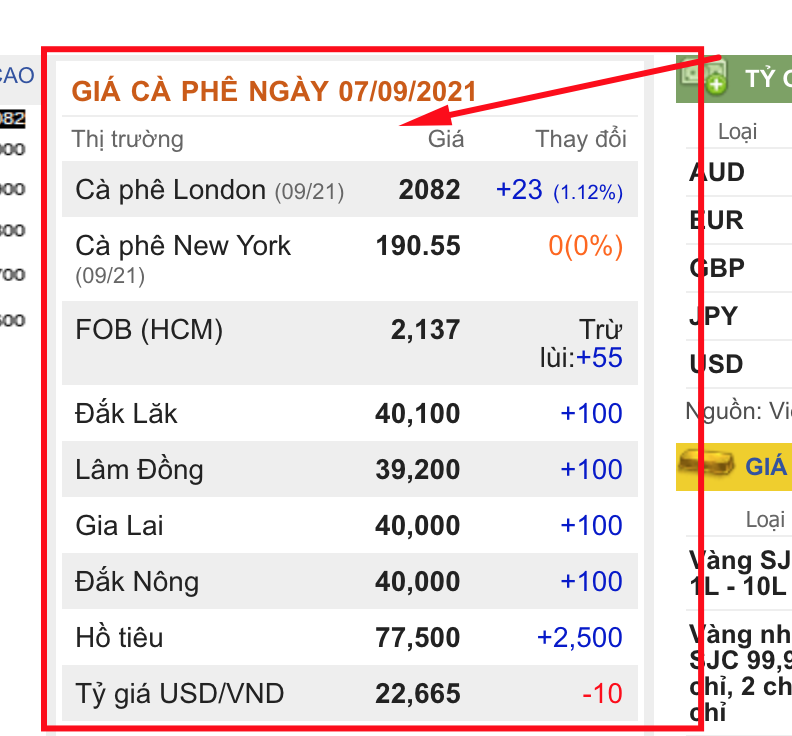 CAO
082
000
900
800
700
600
GIÁ CÀ PHÊ NGÀY 07/09/2021
Thị trường Giá Thay đổi
Cà phê London (09/21) 2082 +23 (1.12%)
Cà phê New York 190.55 0(0%)
(09/21)
FOB (HCM) 2,137 Trừ
lùi:+55
Đắk Lăk 40,100 +100
Lâm Đồng 39,200 +100
Gia Lai 40,000 +100
Đắk Nông 40,000 +100
Hồ tiêu 77,500 +2,500
Tỷ giá USD/VND 22,665 -10
TỶ G
Loại
AUD
EUR
GBP
JPY
USD
Nguồn: Vi
GIÁ
Loại
Vàng SJ
1L - 10L
Vàng nh
SJC 99,9
chỉ, 2 ch
chỉ